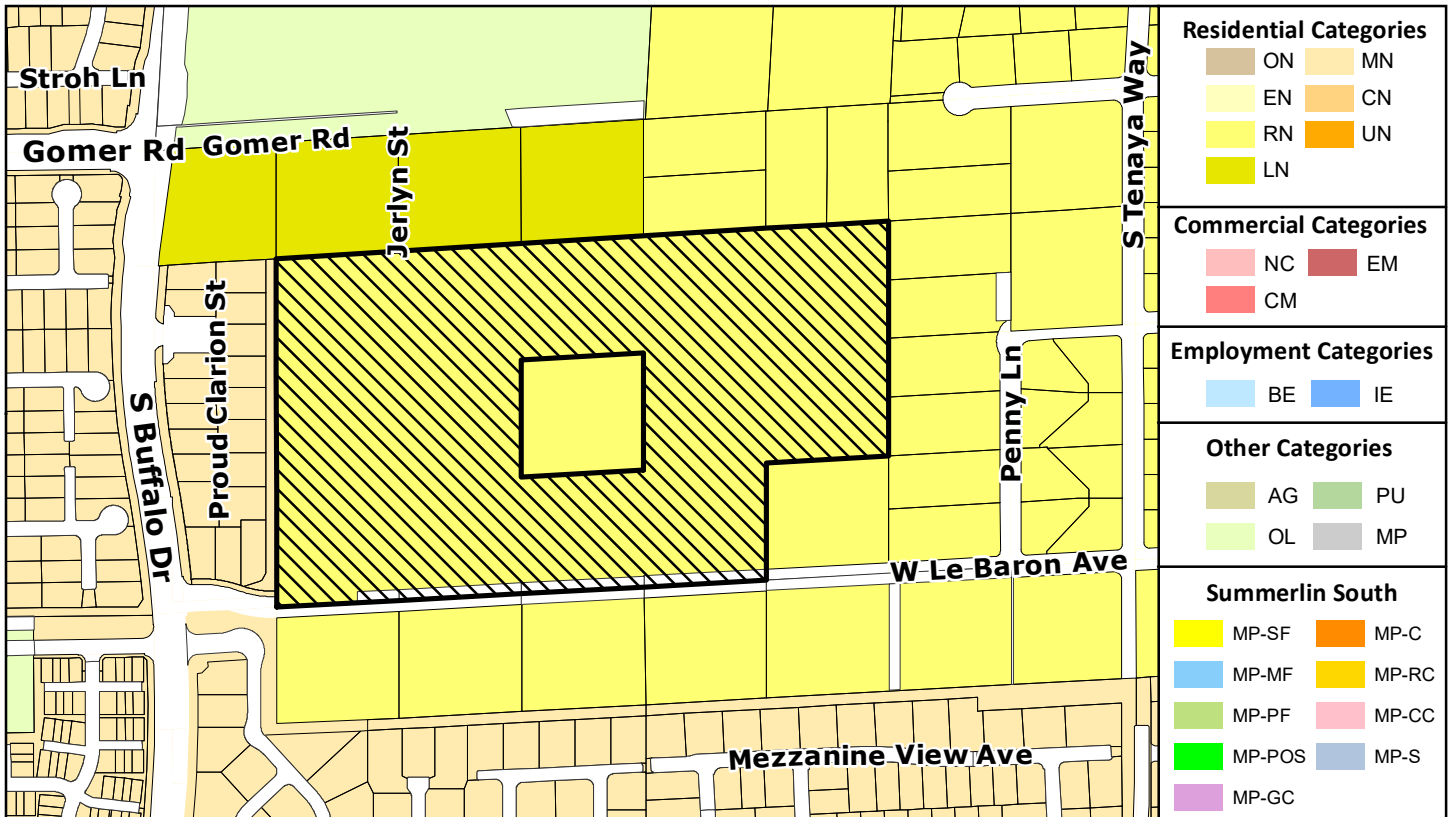 Stroh Ln
Gomer Rd
Gomer Rd
Jerlyn St
S Tenaya Way
Proud Clarion St
S Buffalo Dr
Penny Ln
W Le Baron Ave
Mezzanine View Ave
Residential Categories
ON MN
EN CN
RN UN
LN
Commercial Categories
NC EM
CM
Employment Categories
BE IE
Other Categories
AG PU
OL MP
Summerlin South
MP-SF MP-C
MP-MF MP-RC
MP-PF MP-CC
MP-POS MP-S
MP-GC